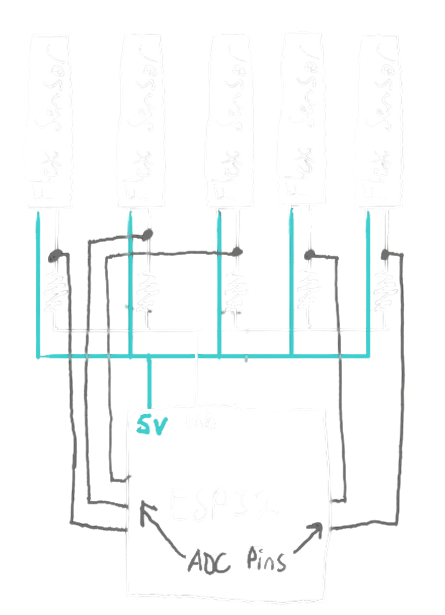 Flex Sensor
Flex Sensor
Flex Sensor
Flex Sensor
Flex Sensor
5V
GND
ESP32
ADC Pins